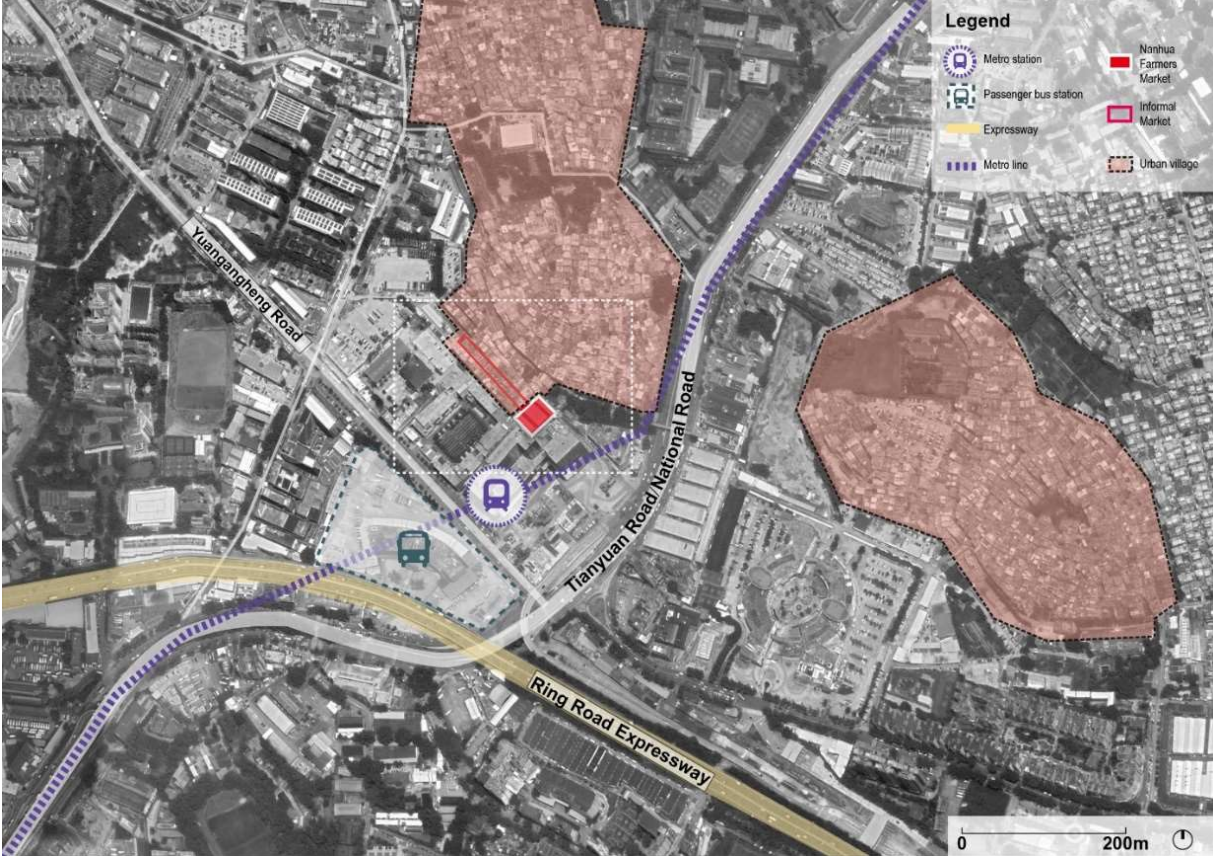 Legend
Metro station
Passenger bus station
Expressway
Metro line
Nanhua
Farmers
Market
Informal
Market
Urban village
Yuangangheng Road
Tianyuan Road National Road
Ring Road Expressway
0 200m